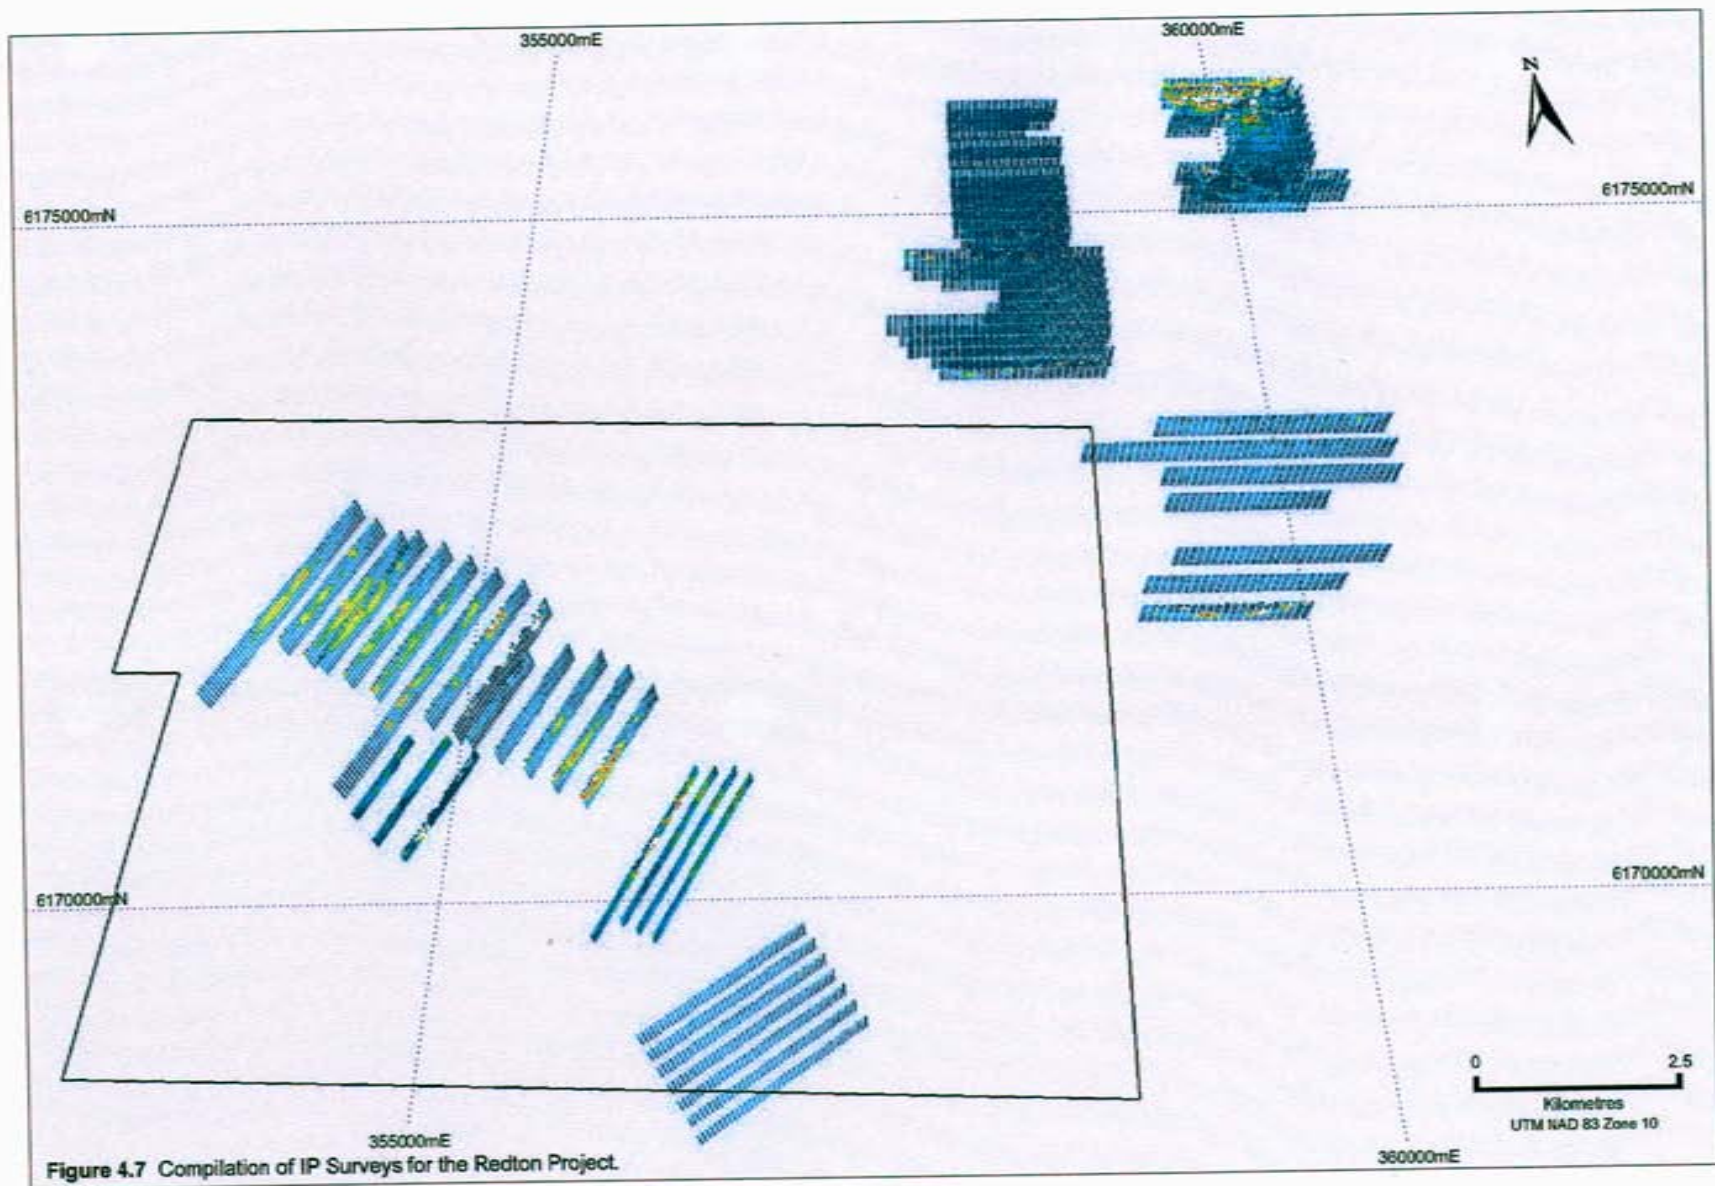 355000mE
360000mE
N
6175000mN
6175000mN
6170000mN
6170000mN
0 2.5
Kilometres
UTM NAD 83 Zone 10
355000mE
360000mE
Figure 4.7 Compilation of IP Surveys for the Redton Project.